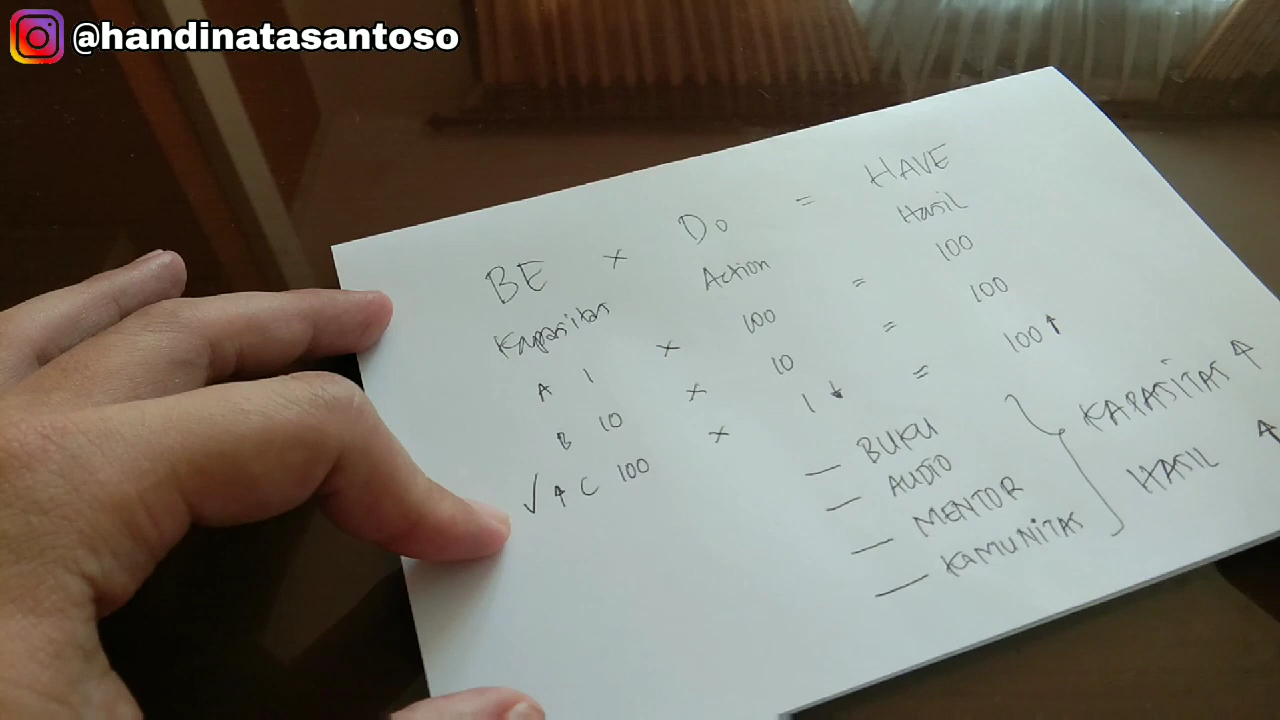 @handinatasantoso
BE x Do = HAVE
Kapasitas Action Hasil
A 1 x 100 = 100
B 10 x 10 = 100
✓ ↑ C 100 x 1 ↓ = 100 ↑
— BUKU
— AUDIO
— MENTOR
— KAMUNITAS
KAPASITAS ↑
HASIL ↑